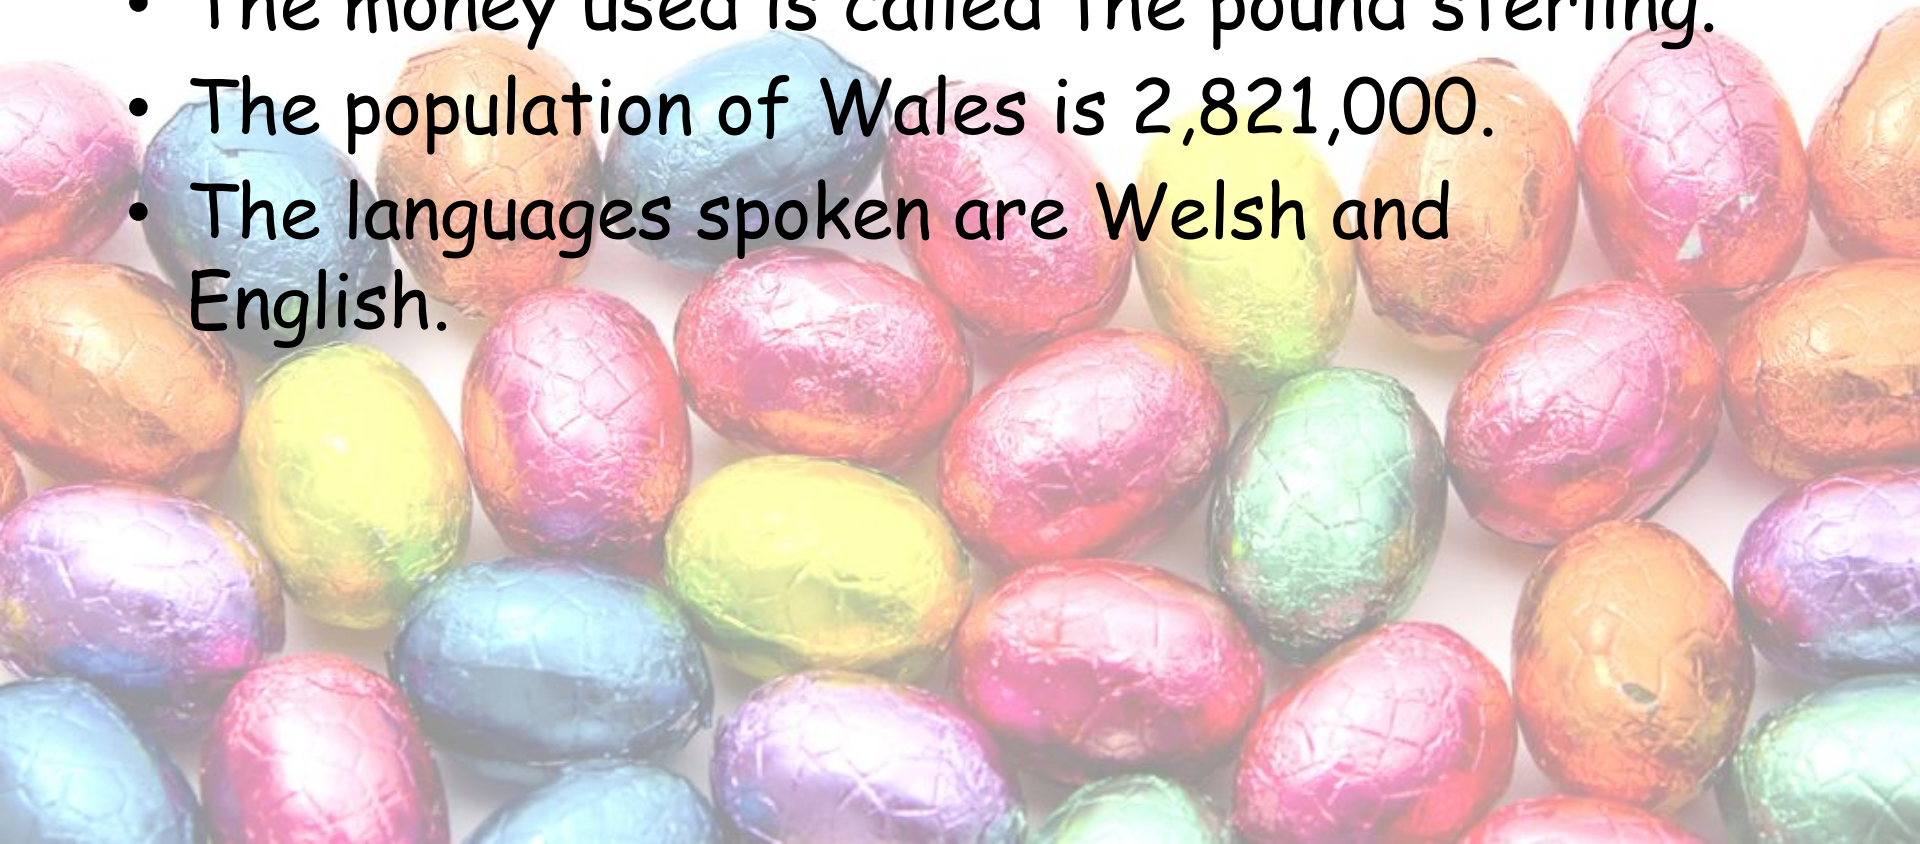 • The money used is called the pound sterling.
• The population of Wales is 2,821,000.
• The languages spoken are Welsh and
English.